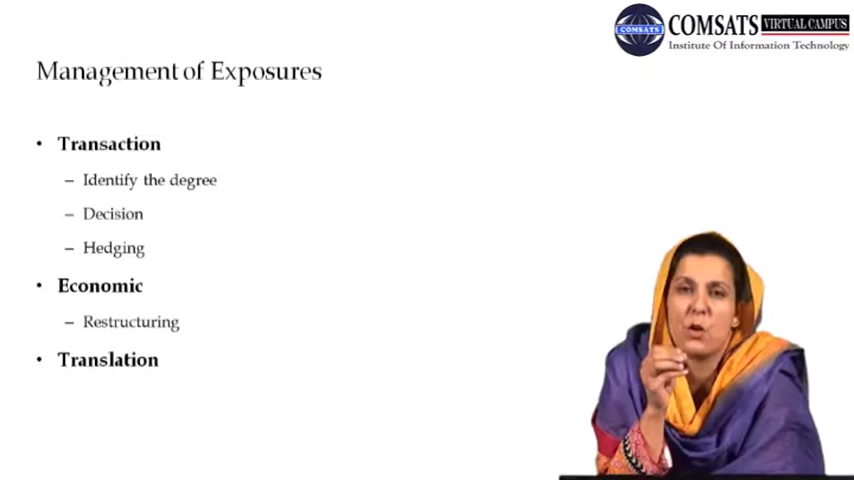 COMSATS VIRTUAL CAMPUS
COMSATS
Institute Of Information Technology
Management of Exposures
• Transaction
– Identify the degree
– Decision
– Hedging
• Economic
– Restructuring
• Translation